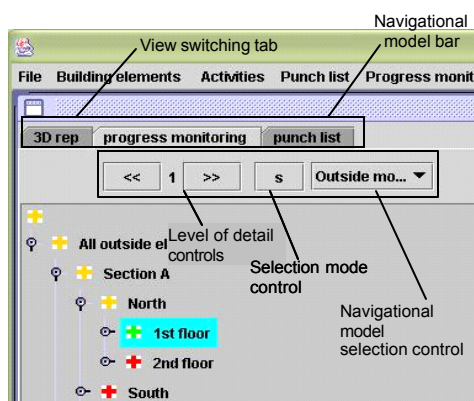 Navigational
model bar
View switching tab
File Building elements Activities Punch list Progress monit
3D rep progress monitoring punch list
<< 1 >> s Outside mo...
All outside el
Level of detail
controls
Section A
Selection mode
control
North
Navigational
model
selection control
1st floor
2nd floor
South